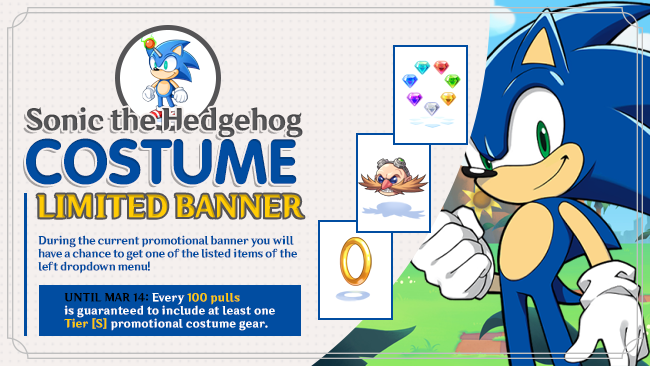 Sonic the Hedgehog
COSTUME
LIMITED BANNER
During the current promotional banner you will
have a chance to get one of the listed items of the
left dropdown menu!
UNTIL MAR 14: Every 100 pulls
is guaranteed to include at least one
Tier [S] promotional costume gear.